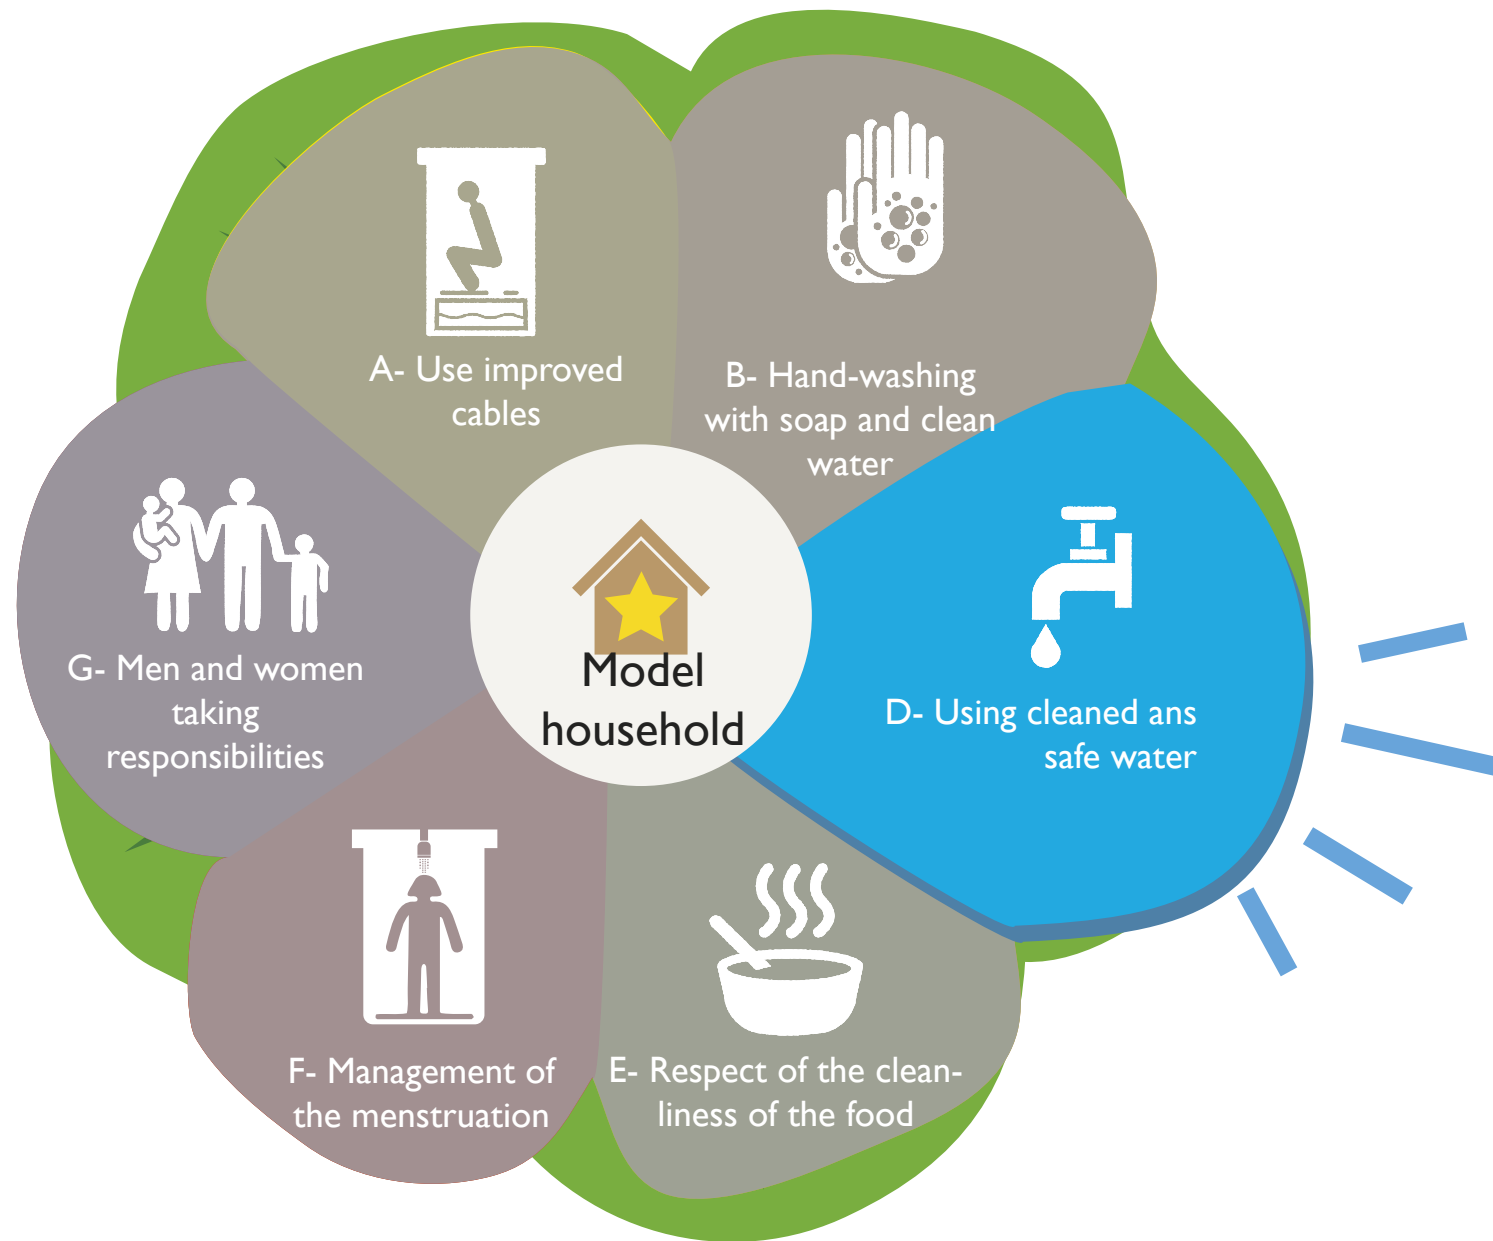 A- Use improved
cables
B- Hand-washing
with soap and clean
water
D- Using cleaned ans
safe water
E- Respect of the clean-
liness of the food
F- Management of
the menstruation
G- Men and women
taking
responsibilities
Model
household